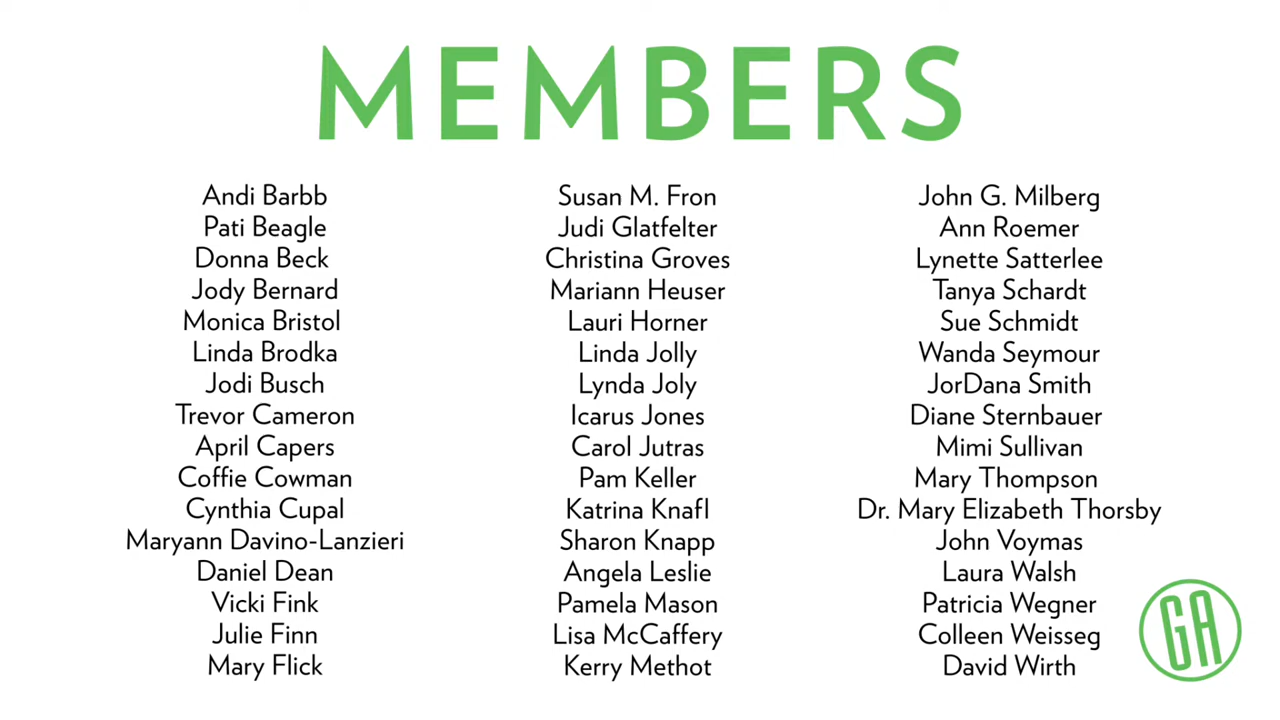 MEMBERS
Andi Barbb
Pati Beagle
Donna Beck
Jody Bernard
Monica Bristol
Linda Brodka
Jodi Busch
Trevor Cameron
April Capers
Coffie Cowman
Cynthia Cupal
Maryann Davino-Lanzieri
Daniel Dean
Vicki Fink
Julie Finn
Mary Flick
Susan M. Fron
Judi Glatfelter
Christina Groves
Mariann Heuser
Lauri Horner
Linda Jolly
Lynda Joly
Icarus Jones
Carol Jutras
Pam Keller
Katrina Knafl
Sharon Knapp
Angela Leslie
Pamela Mason
Lisa McCaffery
Kerry Methot
John G. Milberg
Ann Roemer
Lynette Satterlee
Tanya Schardt
Sue Schmidt
Wanda Seymour
JorDana Smith
Diane Sternbauer
Mimi Sullivan
Mary Thompson
Dr. Mary Elizabeth Thorsby
John Voymas
Laura Walsh
Patricia Wegner
Colleen Weisseg
David Wirth
GA